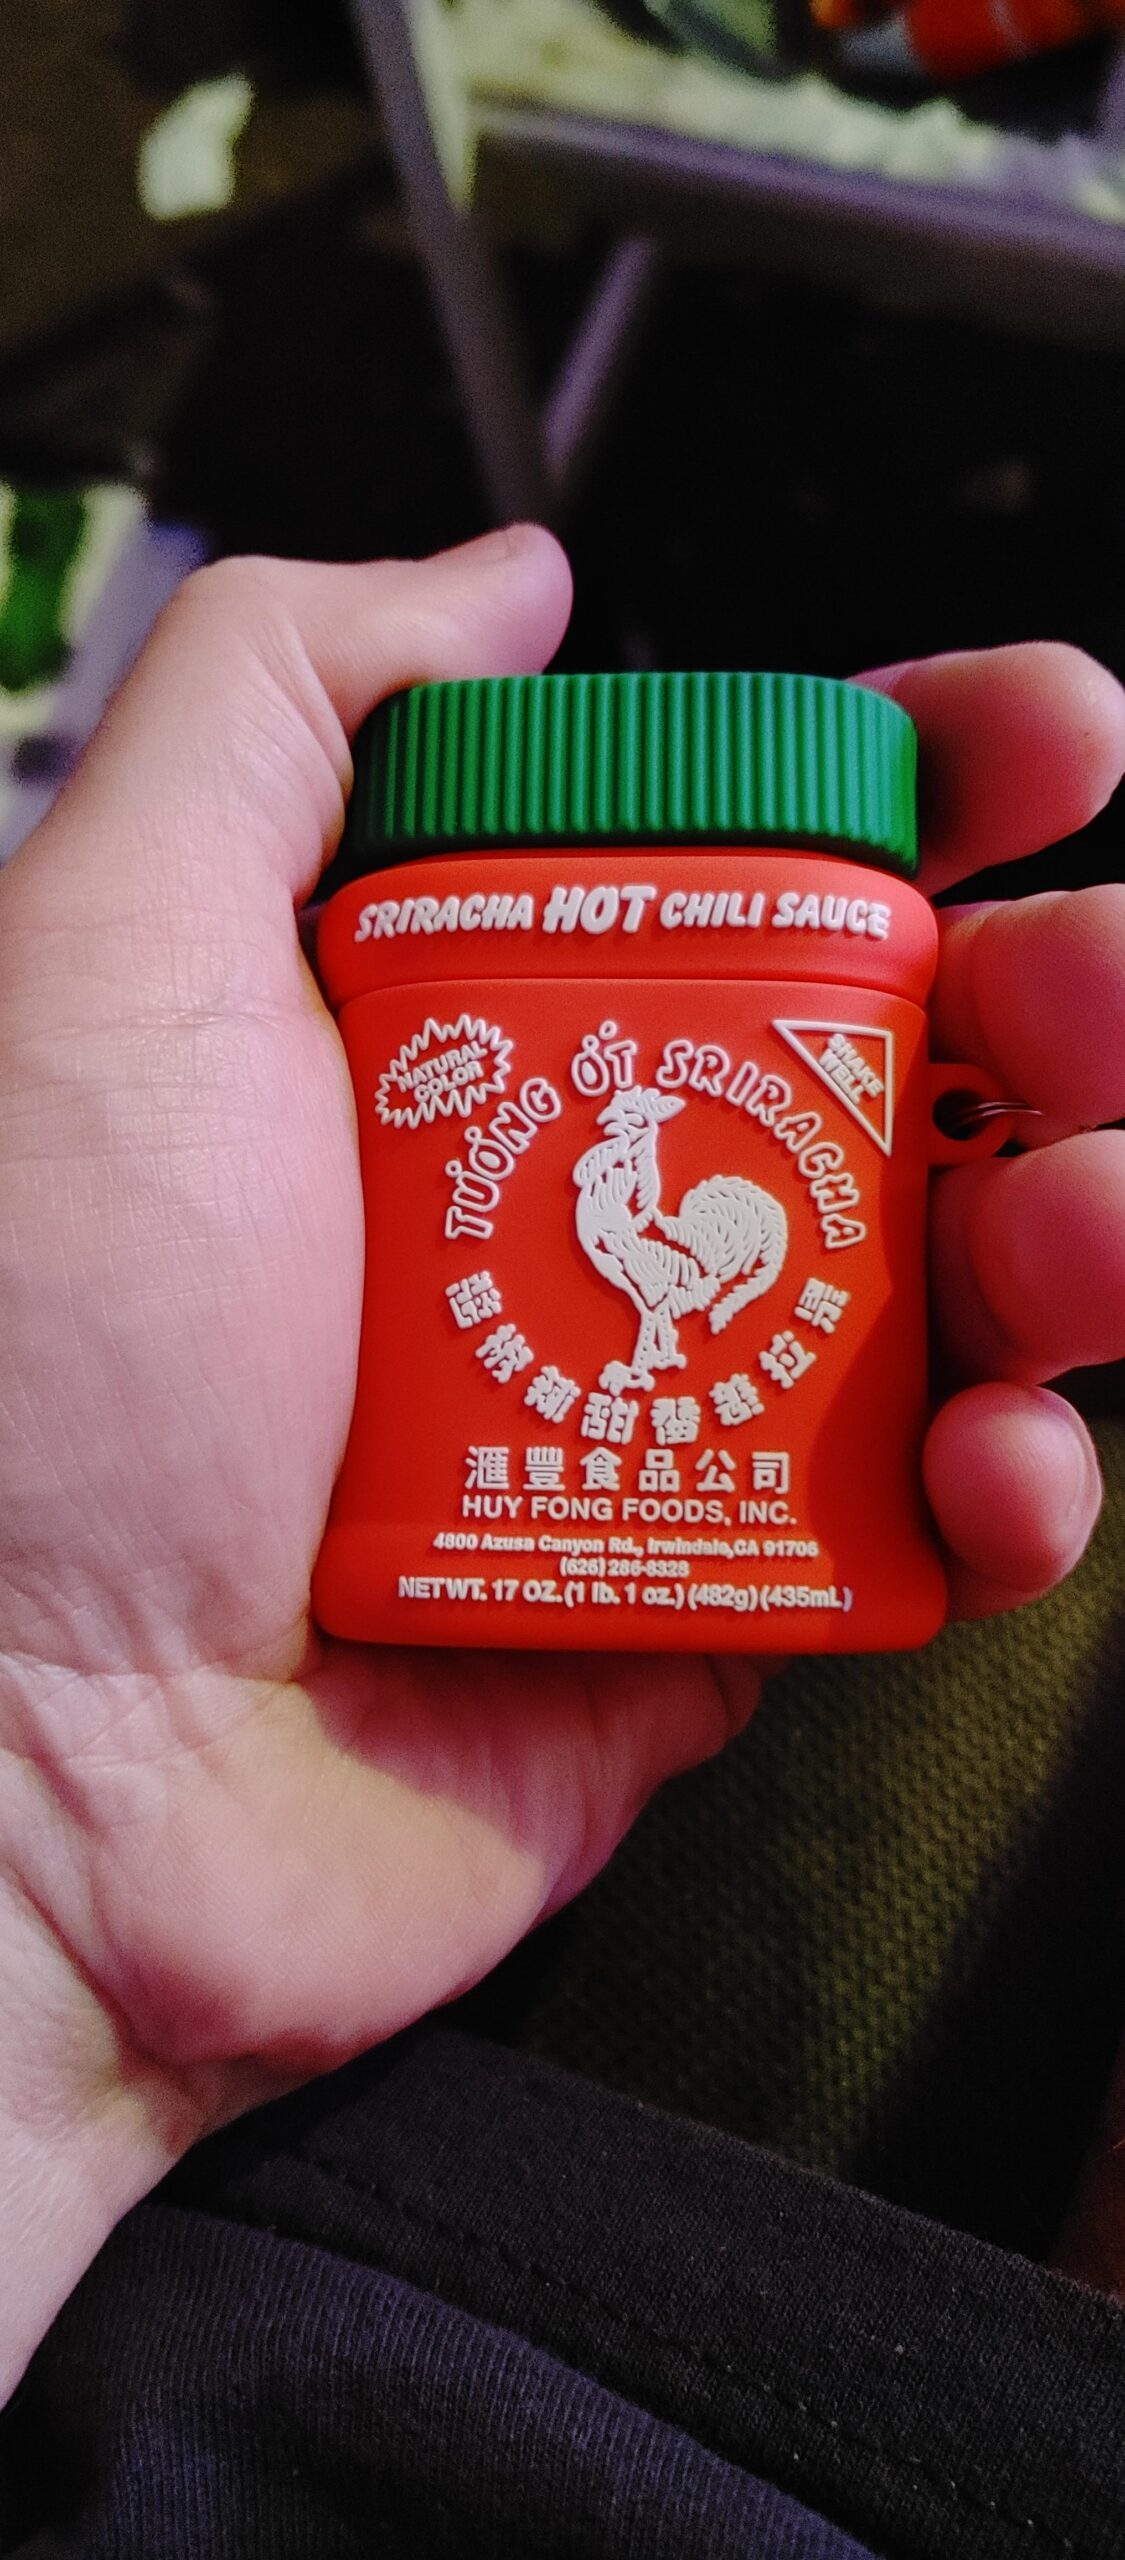 SRIRACHA HOT CHILI SAUCE
NATURAL
COLOR
SHAKE
WELL
TƯƠNG ỚT SRIRACHA
滙豐食品公司
HUY FONG FOODS, INC.
4800 Azusa Canyon Rd., Irwindale, CA 91706
(626) 286-8328
NET WT. 17 OZ. (1 lb. 1 oz.) (482g) (435mL)